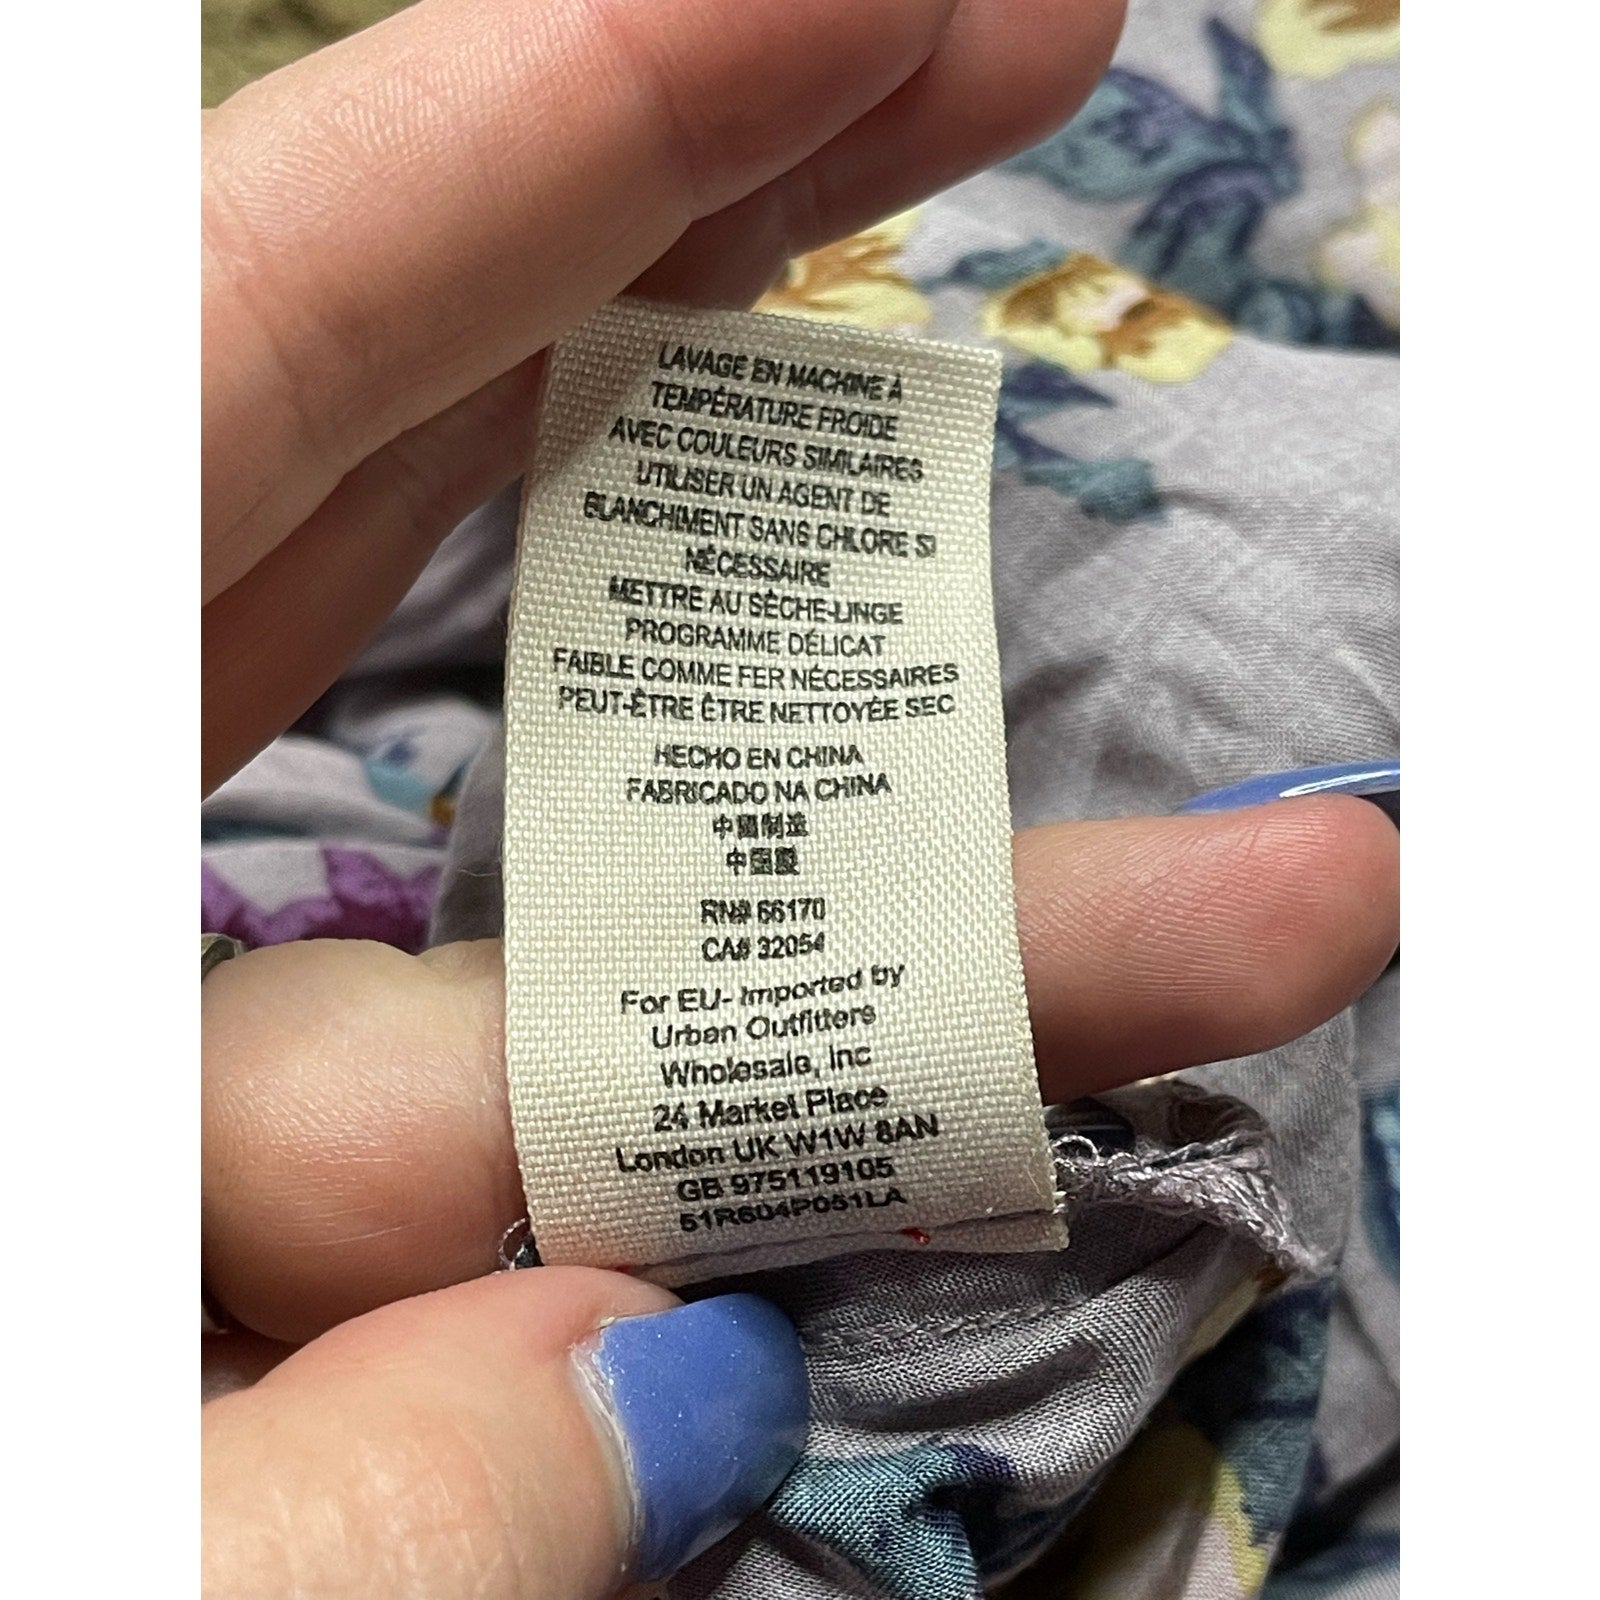 LAVAGE EN MACHINE À
TEMPÉRATURE FROIDE
AVEC COULEURS SIMILAIRES
UTILISER UN AGENT DE
BLANCHIMENT SANS CHLORE SI
NÉCESSAIRE
METTRE AU SÈCHE-LINGE
PROGRAMME DÉLICAT
FAIBLE COMME FER NÉCESSAIRES
PEUT-ÊTRE ÊTRE NETTOYÉE SEC
HECHO EN CHINA
FABRICADO NA CHINA
中國制造
中国製
RN# 66170
CA# 32054
For EU- Imported by
Urban Outfitters
Wholesale, Inc
24 Market Place
London UK W1W 8AN
GB 975119105
51R604P051LA